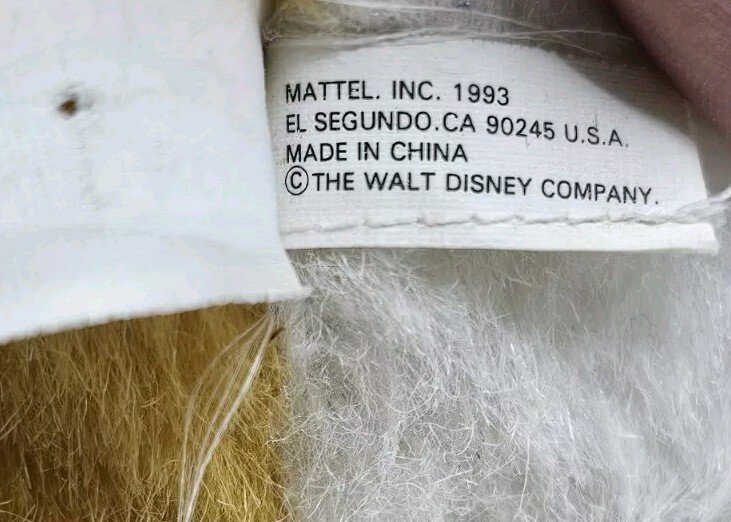 MATTEL. INC. 1993
EL SEGUNDO.CA 90245 U.S.A.
MADE IN CHINA
©THE WALT DISNEY COMPANY.